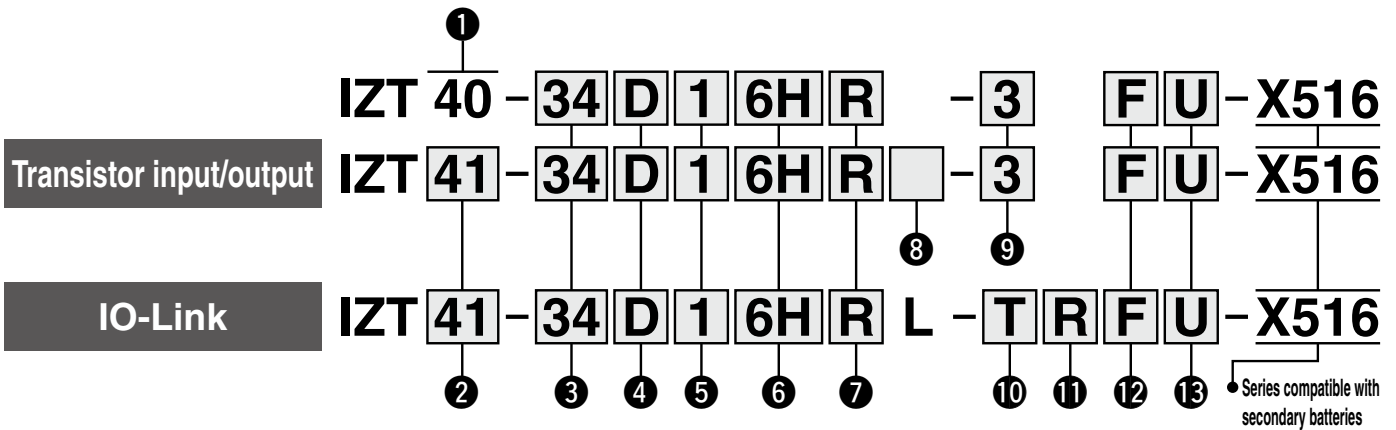 ❶
IZT 40 - 34 D 1 6H R - 3 F U - X516
Transistor input/output IZT 41 - 34 D 1 6H R - 3 F U - X516
❽ ❾
IO-Link IZT 41 - 34 D 1 6H R L - T R F U - X516
❷ ❸ ❹ ❺ ❻ ❼ ❿ ⓫ ⓬ ⓭
● Series compatible with
secondary batteries